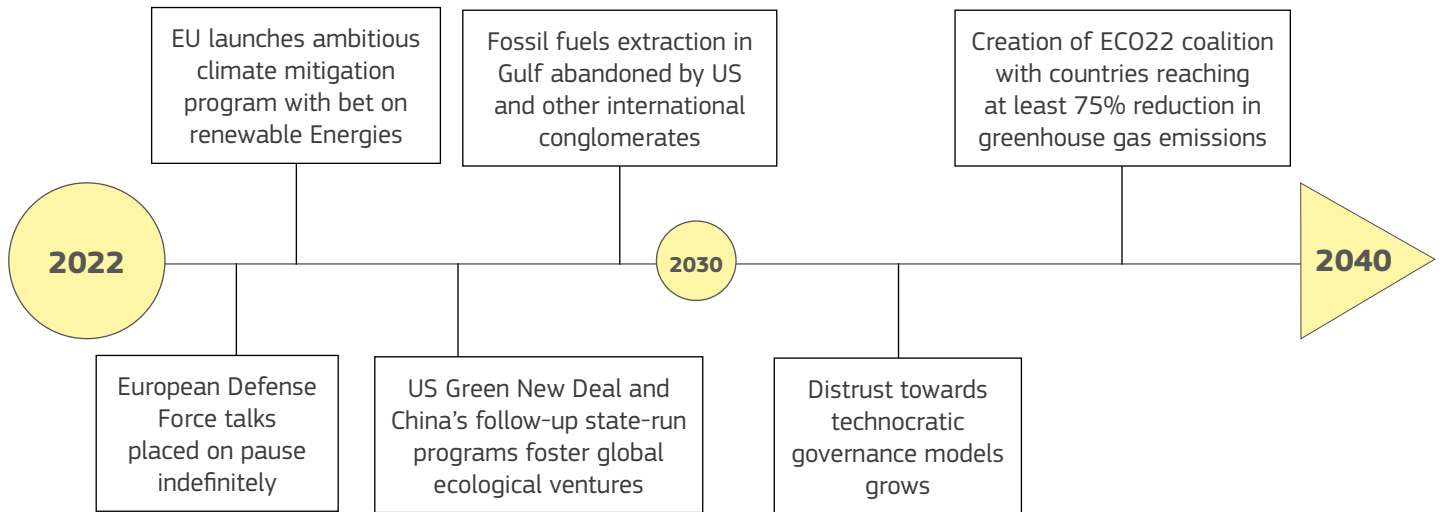 EU launches ambitious
climate mitigation
program with bet on
renewable Energies
Fossil fuels extraction in
Gulf abandoned by US
and other international
conglomerates
Creation of ECO22 coalition
with countries reaching
at least 75% reduction in
greenhouse gas emissions
2022
2030
2040
European Defense
Force talks
placed on pause
indefinitely
US Green New Deal and
China’s follow-up state-run
programs foster global
ecological ventures
Distrust towards
technocratic
governance models
grows